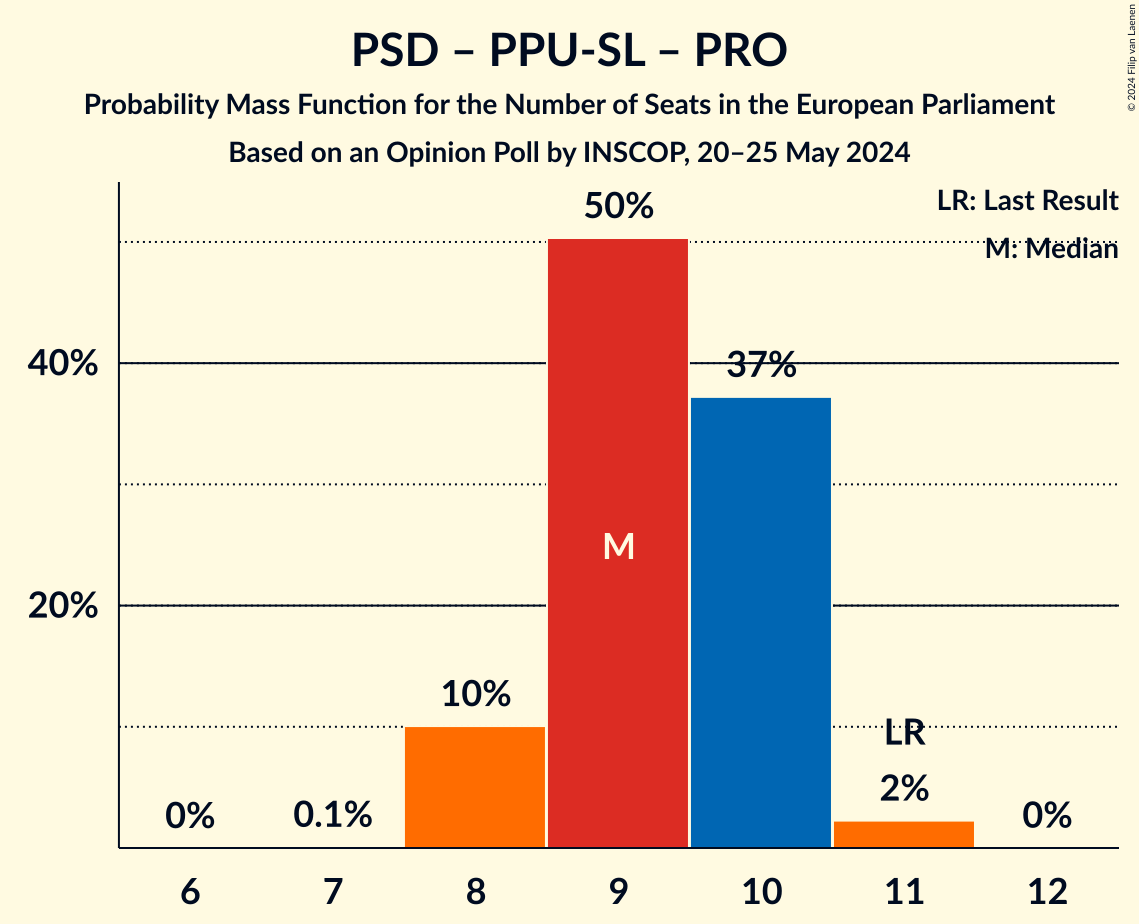 PSD – PPU-SL – PRO
Probability Mass Function for the Number of Seats in the European Parliament
Based on an Opinion Poll by INSCOP, 20–25 May 2024
© 2024 Filip van Laenen
LR: Last Result
M: Median
50%
40%
37%
M
20%
10%
LR
2%
0%
0.1%
0%
6
7
8
9
10
11
12